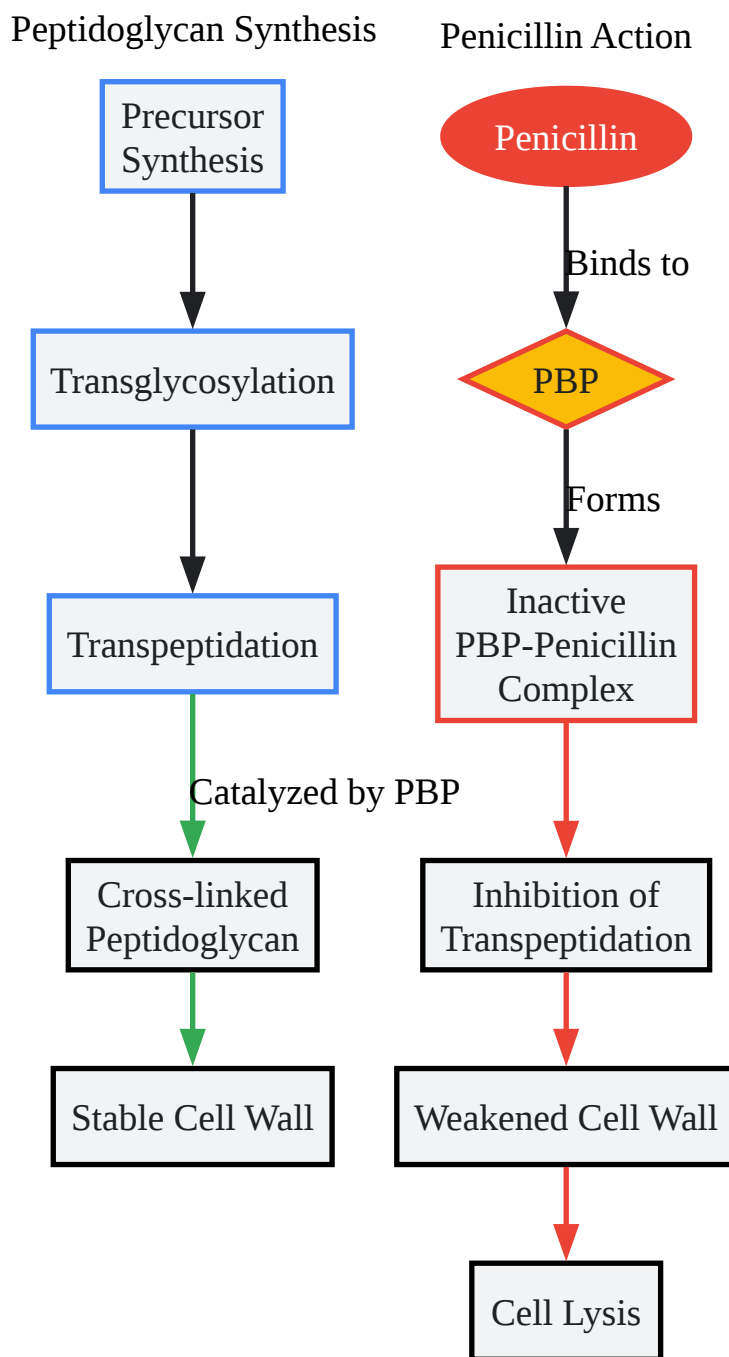 Peptidoglycan Synthesis
Precursor
Synthesis
Transglycosylation
Transpeptidation
Catalyzed by PBP
Cross-linked
Peptidoglycan
Stable Cell Wall
Penicillin Action
Penicillin
Binds to
PBP
Forms
Inactive
PBP-Penicillin
Complex
Inhibition of
Transpeptidation
Weakened Cell Wall
Cell Lysis